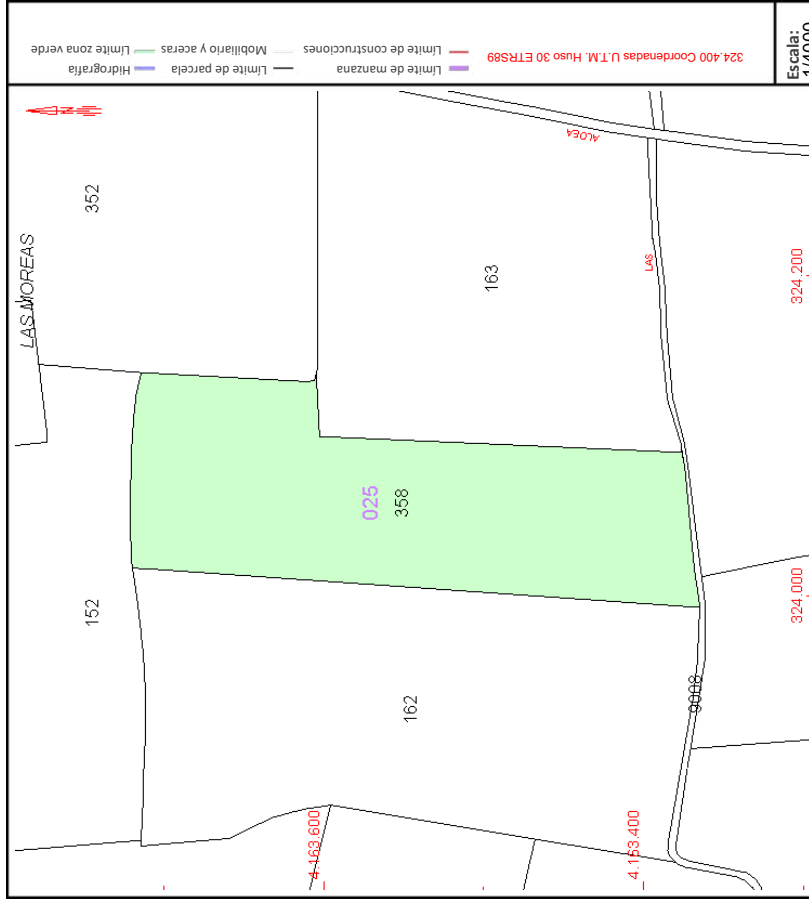 324.400 Coordenadas U.T.M. Huso 30 ETRS89
Límite de manzana
Límite de construcciones
Límite de parcela
Mobiliario y aceras
Hidrografía
Límite zona verde
Escala:
1/4000
LAS MOREAS
352
ALDEA
163
LAS
324,200
025
358
152
324,000
162
9008
4.163.600
4.163.400